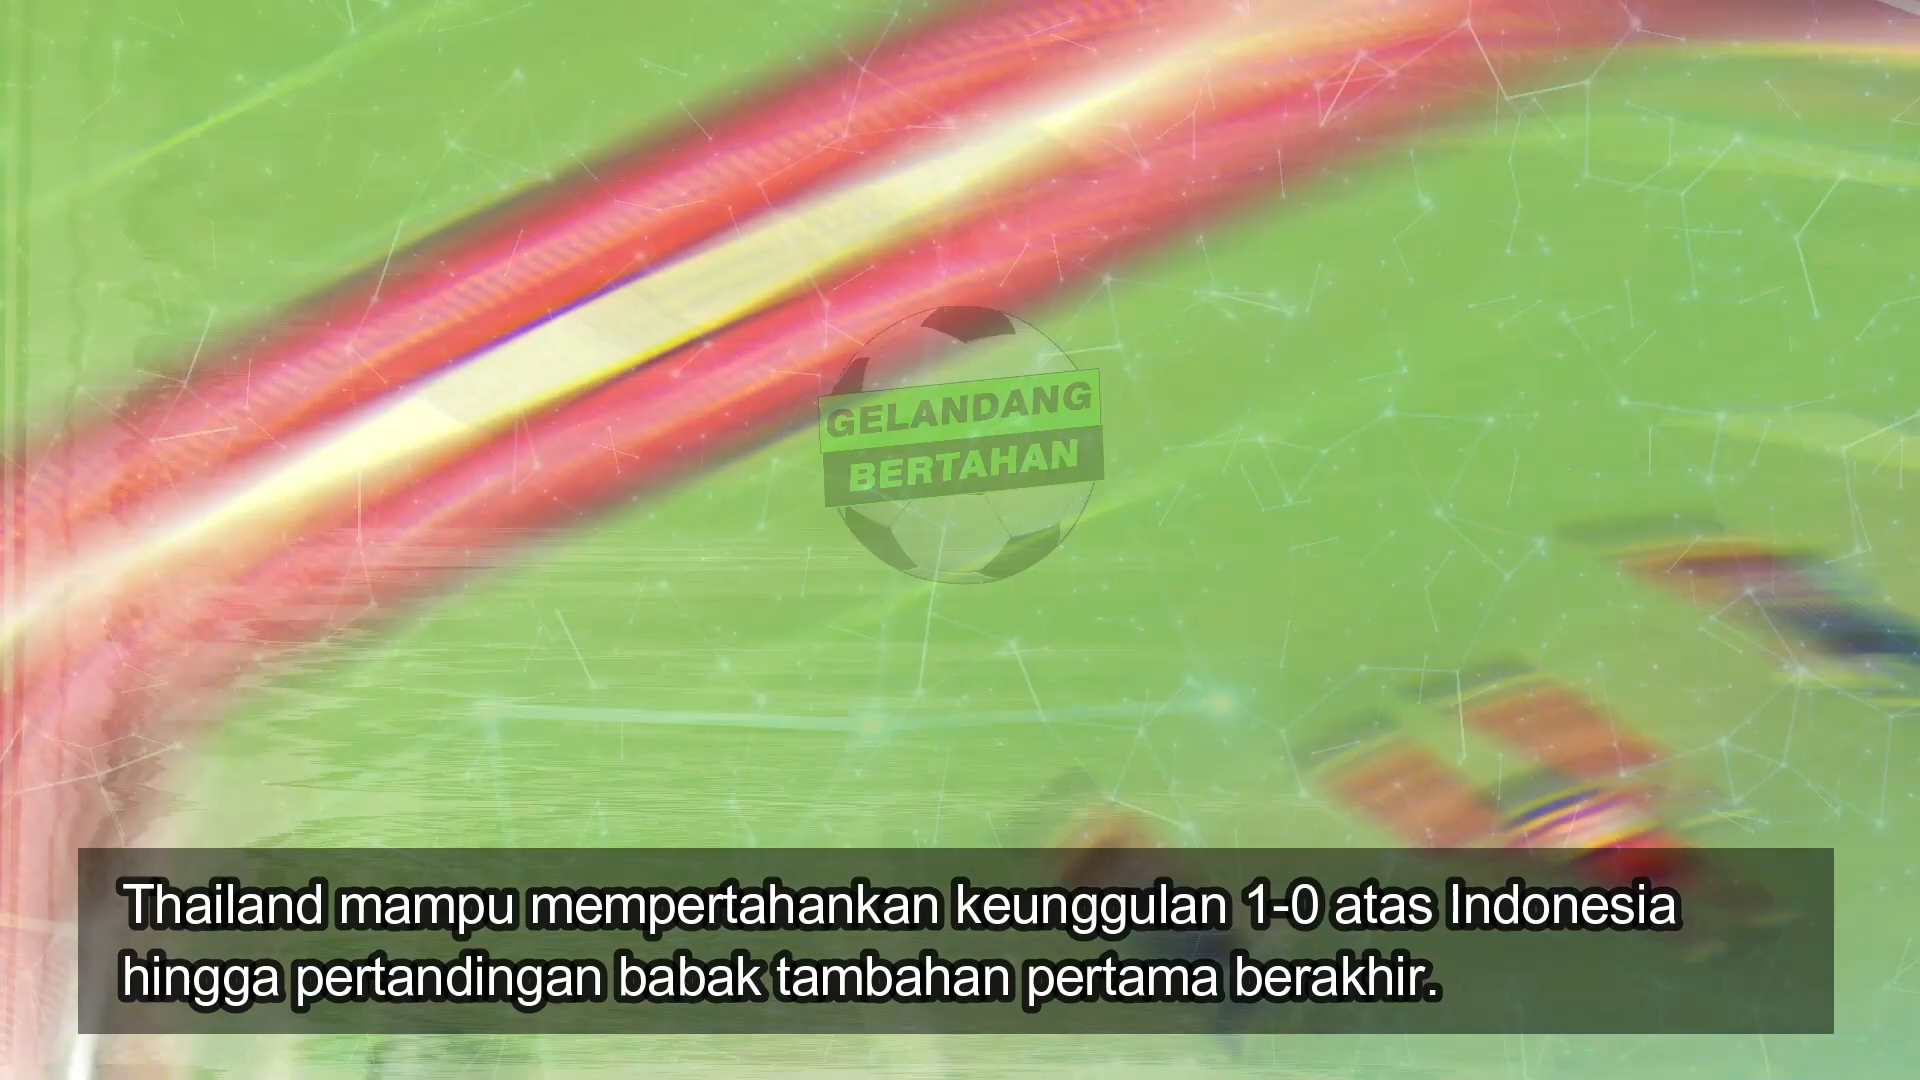 GELANDANG
BERTAHAN
Thailand mampu mempertahankan keunggulan 1-0 atas Indonesia
hingga pertandingan babak tambahan pertama berakhir.